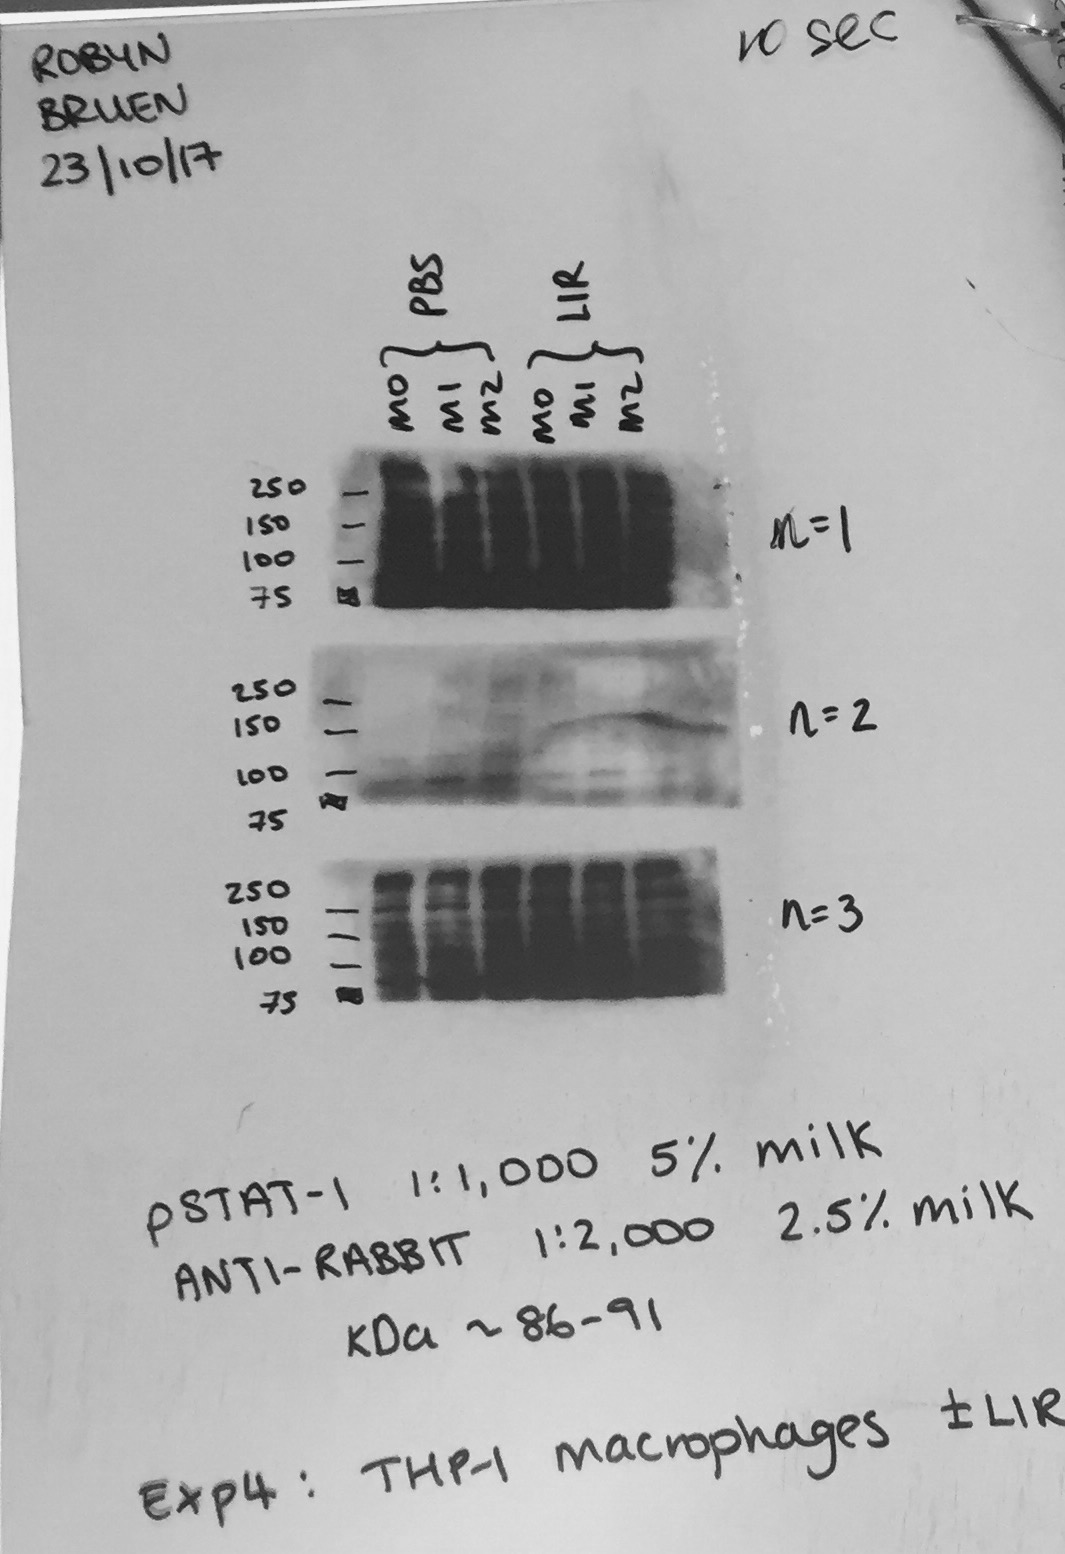 ROBYN
BRUEN
23/10/17
10 sec
PBS
LIR
M0 M1 M2 M0 M1 M2
250
150
100
75
n=1
250
150
100
75
n=2
250
150
100
75
n=3
pSTAT-1 1:1,000 5% milk
ANTI-RABBIT 1:2,000 2.5% milk
KDa ~ 86-91
Exp4: THP-1 macrophages ± LIR